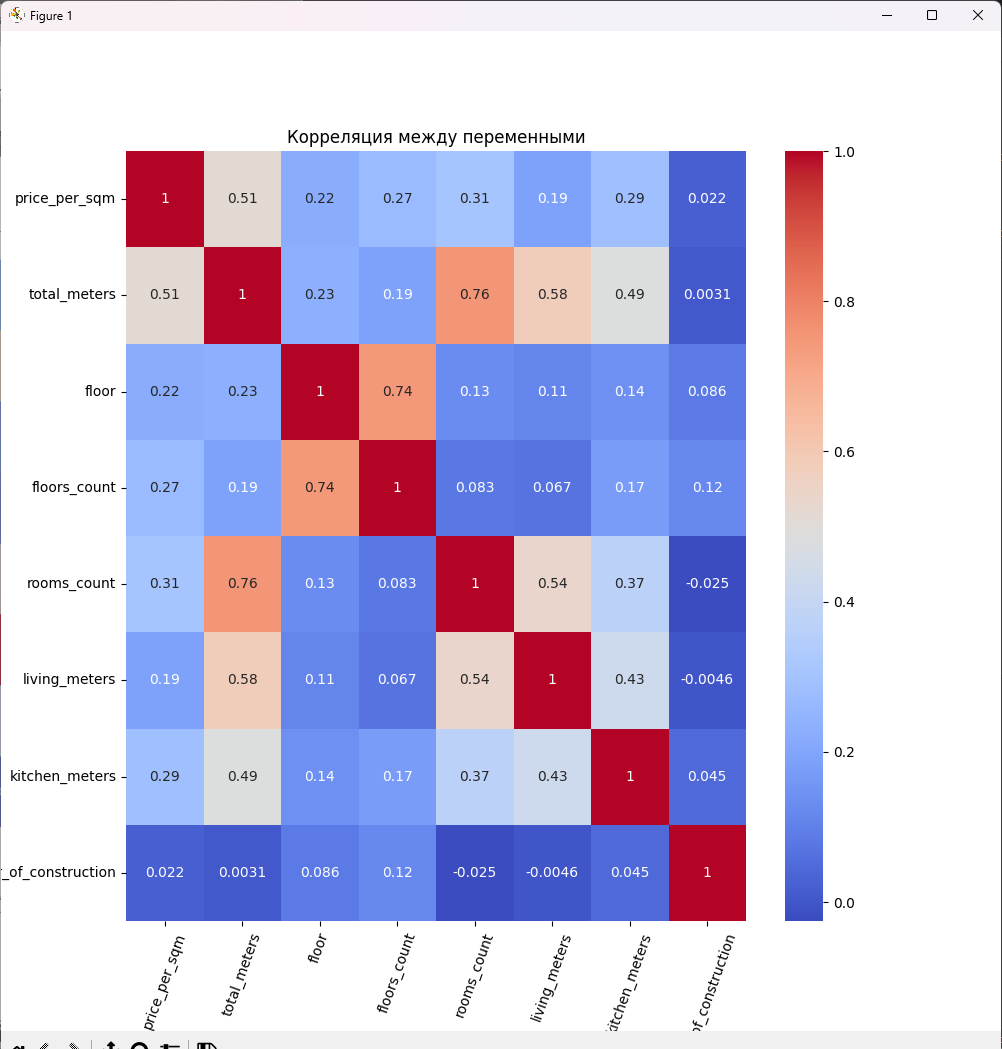 Figure 1
Корреляция между переменными
price_per_sqm 1 0.51 0.22 0.27 0.31 0.19 0.29 0.022
total_meters 0.51 1 0.23 0.19 0.76 0.58 0.49 0.0031
floor 0.22 0.23 1 0.74 0.13 0.11 0.14 0.086
floors_count 0.27 0.19 0.74 1 0.083 0.067 0.17 0.12
rooms_count 0.31 0.76 0.13 0.083 1 0.54 0.37 -0.025
living_meters 0.19 0.58 0.11 0.067 0.54 1 0.43 -0.0046
kitchen_meters 0.29 0.49 0.14 0.17 0.37 0.43 1 0.045
_of_construction 0.022 0.0031 0.086 0.12 -0.025 -0.0046 0.045 1
price_per_sqm
total_meters
floor
floors_count
rooms_count
living_meters
kitchen_meters
of_construction
1.0
0.8
0.6
0.4
0.2
0.0